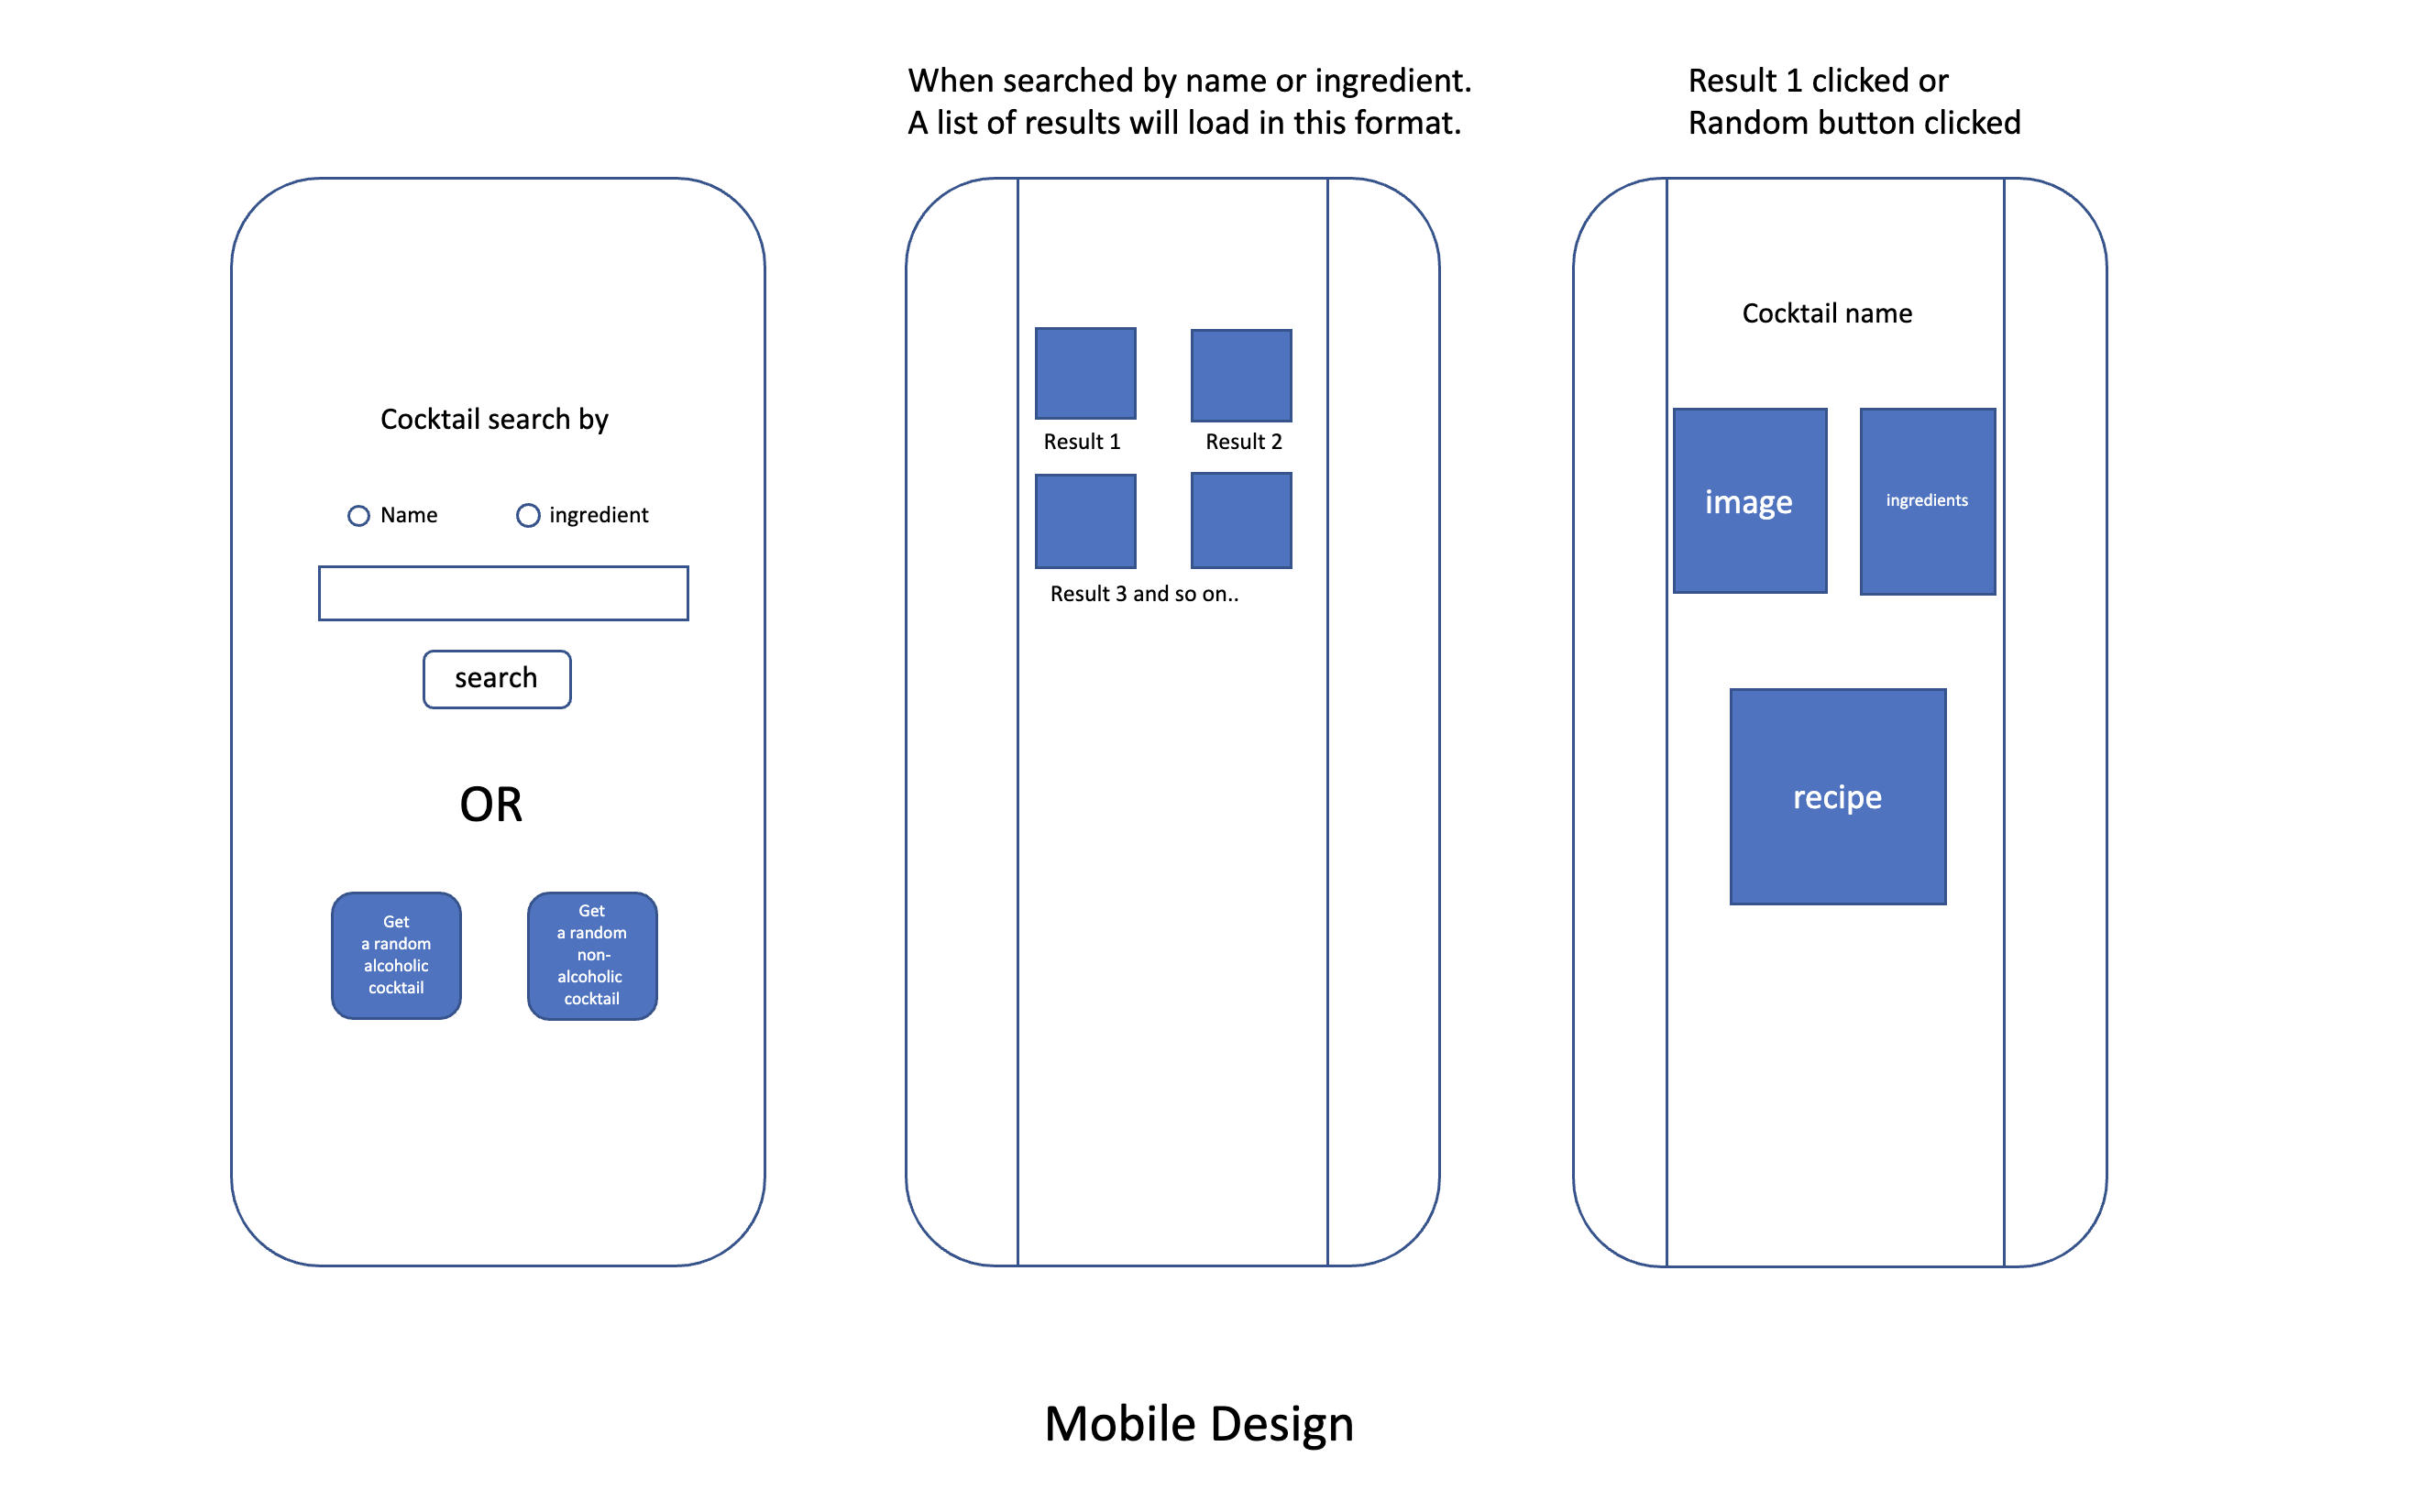 When searched by name or ingredient.
A list of results will load in this format.
Result 1 clicked or
Random button clicked
Cocktail search by
Name
ingredient
search
OR
Get
a random
alcoholic
cocktail
Get
a random
non-
alcoholic
cocktail
Result 1
Result 2
Result 3 and so on..
Cocktail name
image
ingredients
recipe
Mobile Design